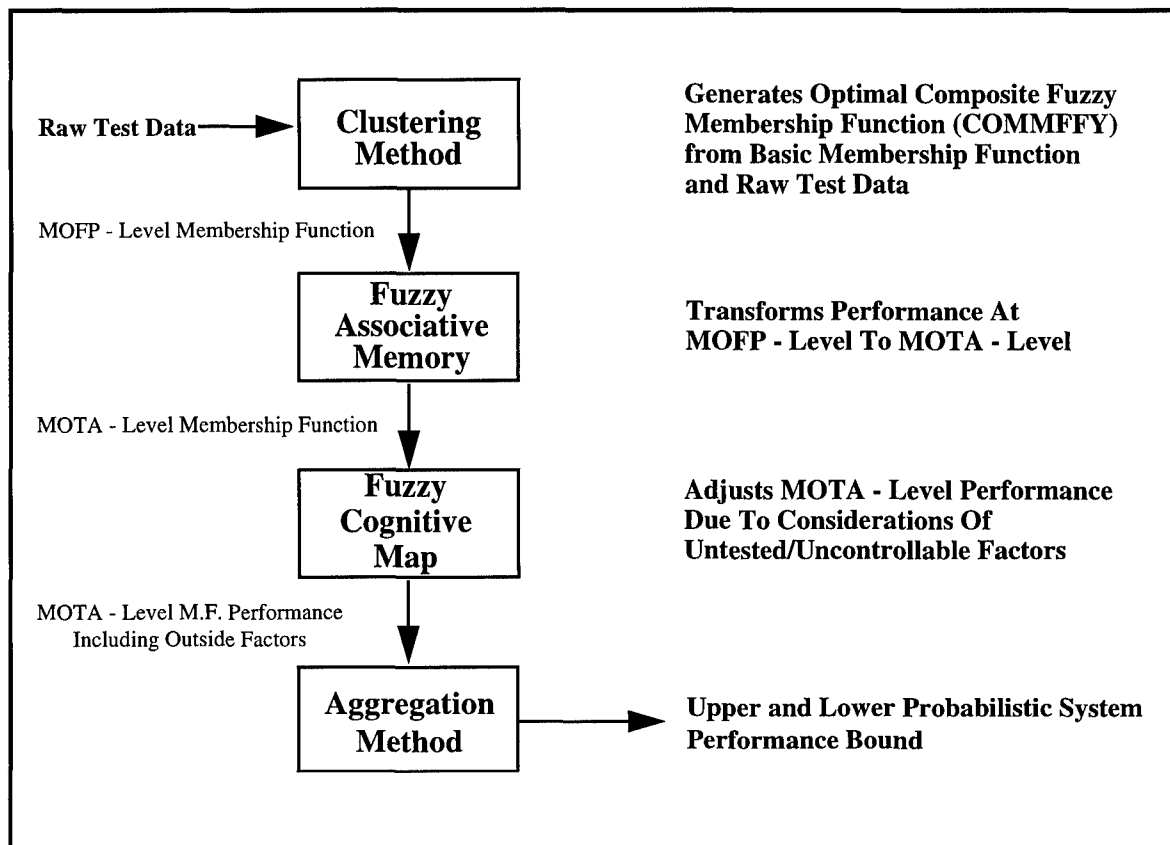 Raw Test Data
Clustering
Method
Generates Optimal Composite Fuzzy
Membership Function (COMMFFY)
from Basic Membership Function
and Raw Test Data
MOFP - Level Membership Function
Fuzzy
Associative
Memory
Transforms Performance At
MOFP - Level To MOTA - Level
MOTA - Level Membership Function
Fuzzy
Cognitive
Map
Adjusts MOTA - Level Performance
Due To Considerations Of
Untested/Uncontrollable Factors
MOTA - Level M.F. Performance
Including Outside Factors
Aggregation
Method
Upper and Lower Probabilistic System
Performance Bound